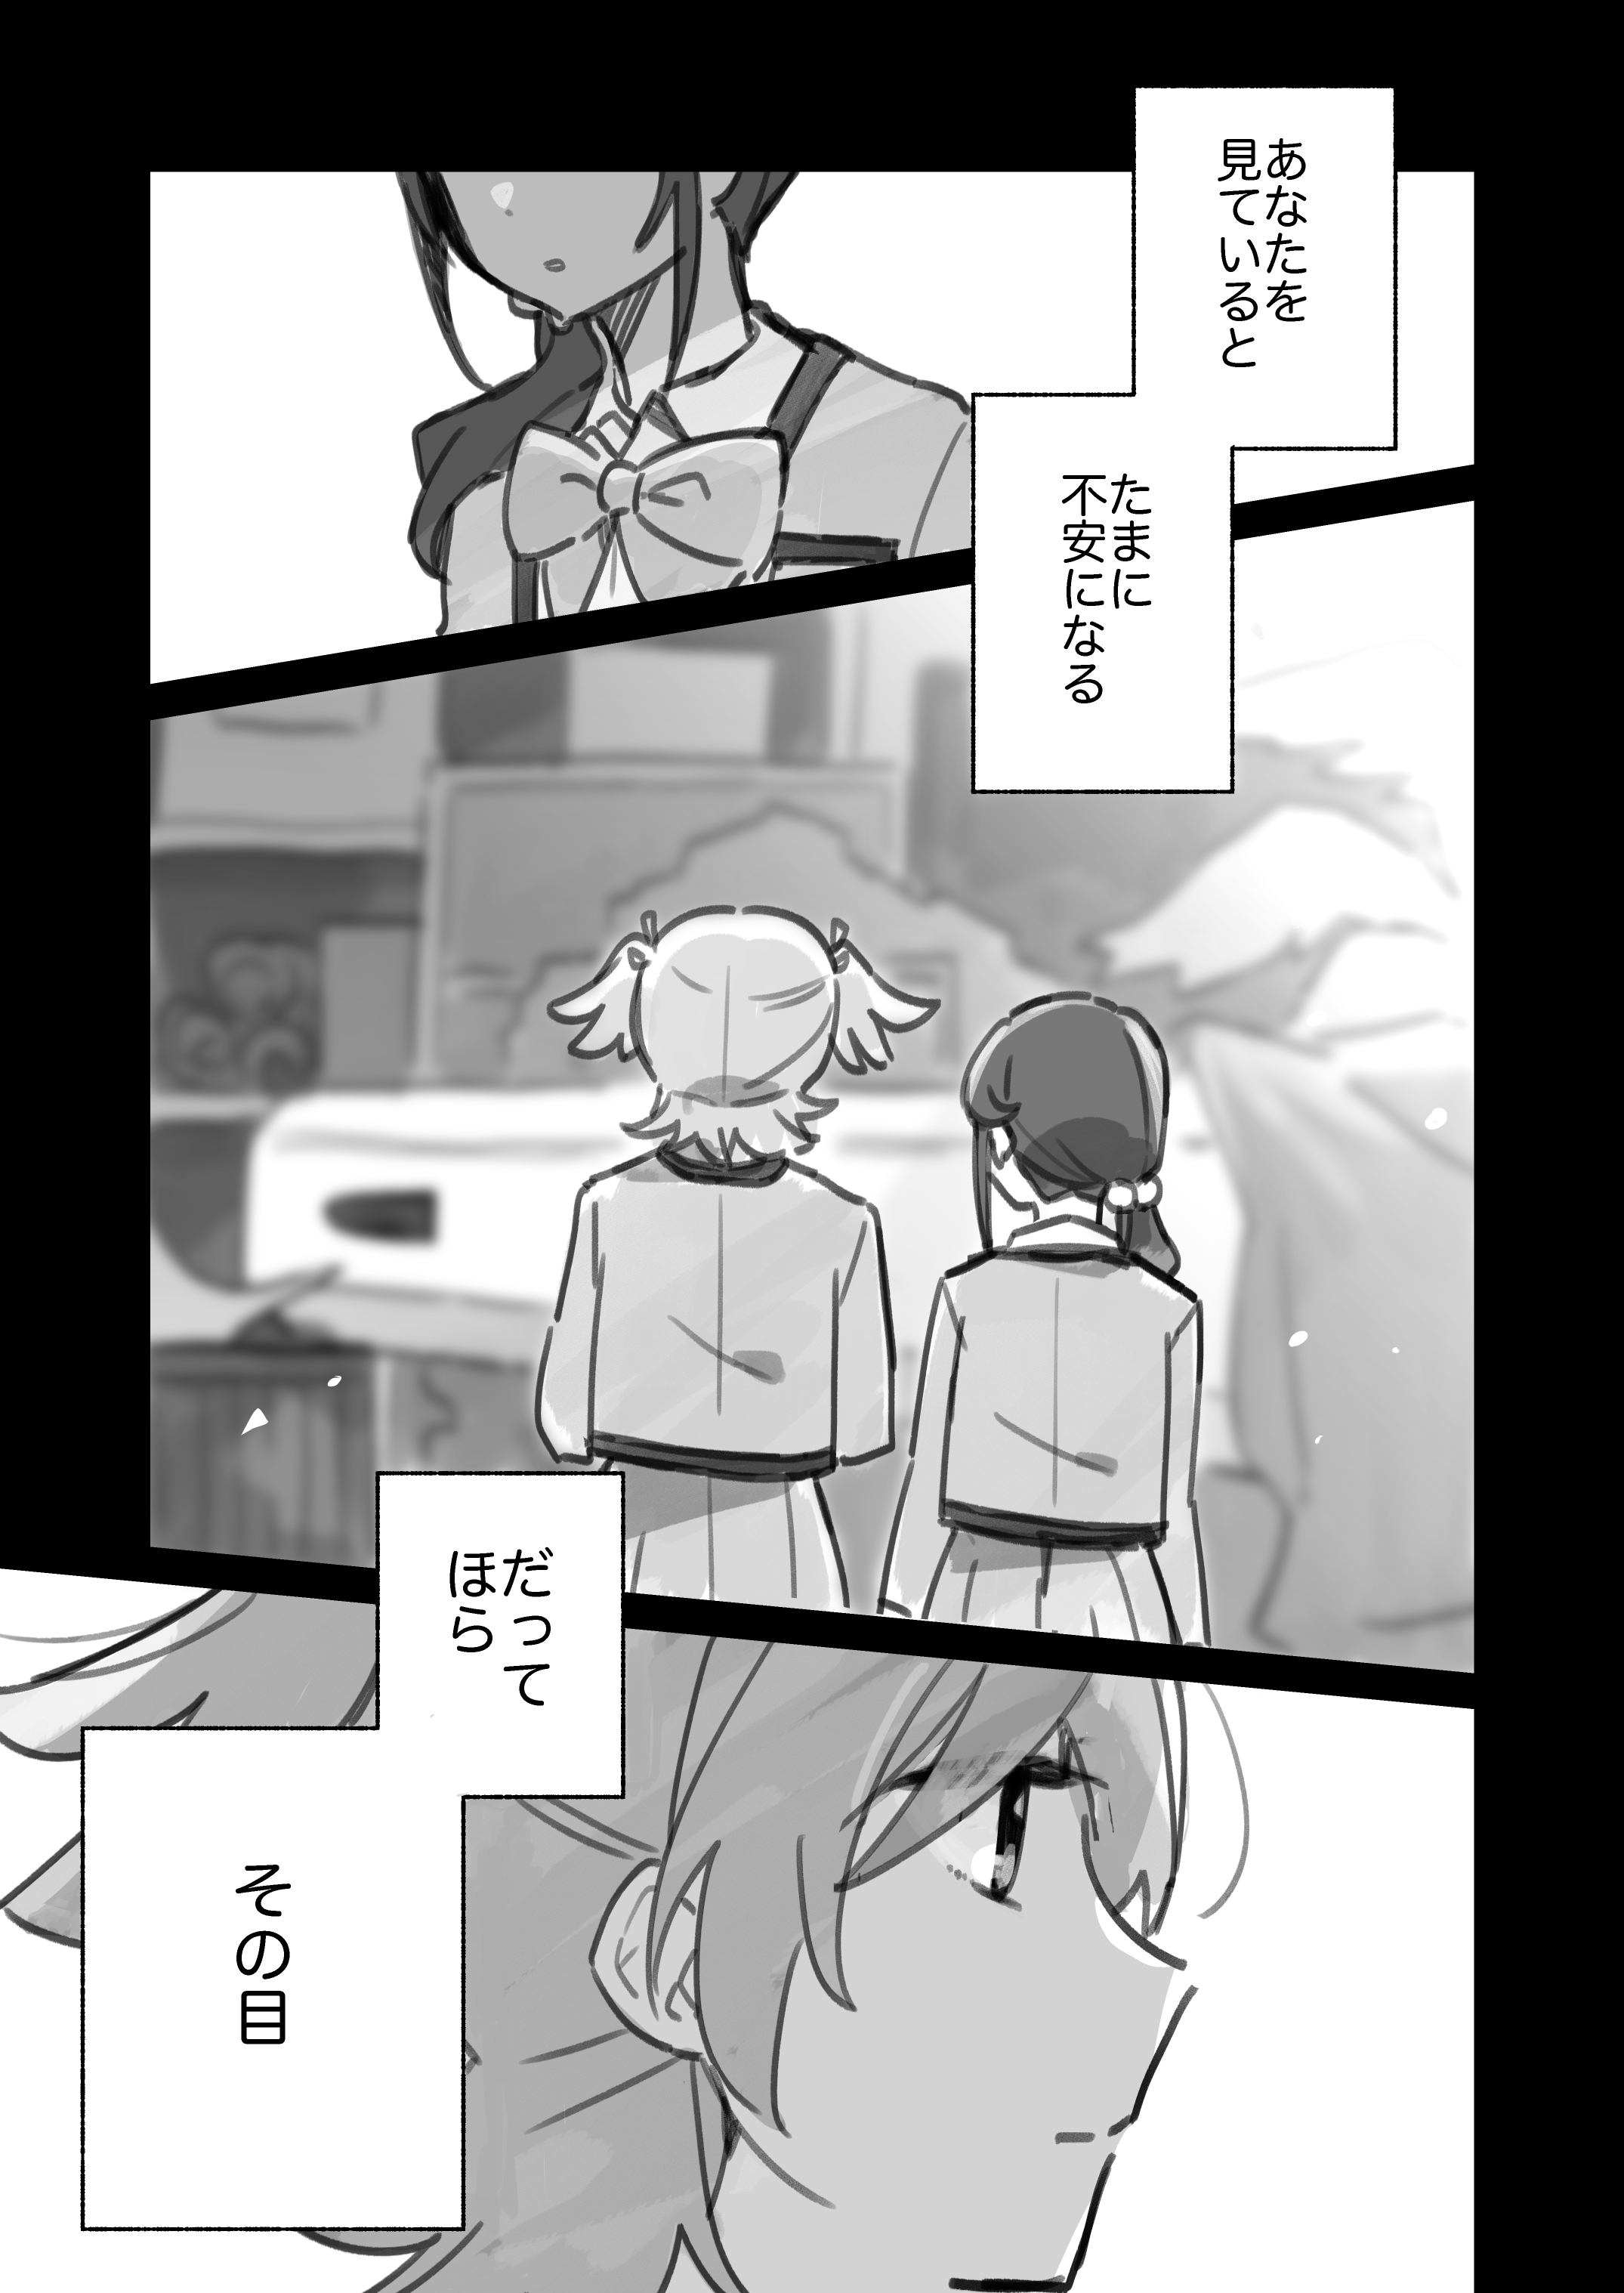 あなたを
見ていると
たまに
不安になる
だって
ほら
その目